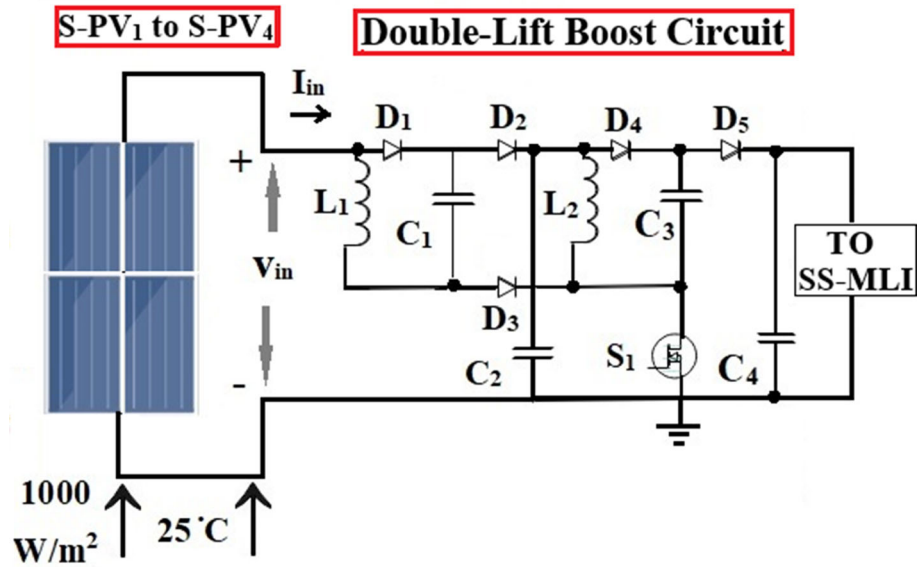 S-PV₁ to S-PV₄
Double-Lift Boost Circuit
Iin
D₁
D₂
D₄
D₅
+
L₁
C₁
L₂
C₃
vin
TO
SS-MLI
D₃
-
C₂
S₁
C₄
1000
W/m²
25°C